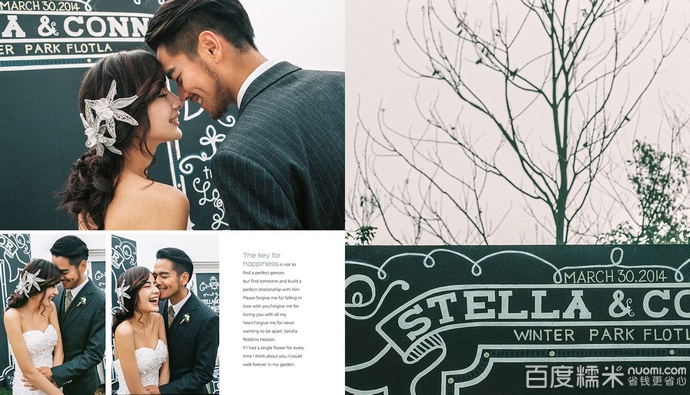 MARCH 30, 2014
A & CONN
TER PARK FLOTLA
The key for
happiness is not to
find a perfect person,
but find someone and build a
perfect relationship with him
Please forgive me for falling in
love with you,Forgive me for
loving you with all my
heart,Forgive me for never
wanting to be apart. Sandra
Robbins Heaton.
If I had a single flower for every
time I think about you, I could
walk forever in my garden.
MARCH 30, 2014
STELLA & CO
WINTER PARK FLOTL
百度糯米 nuomi.com
省钱更省心